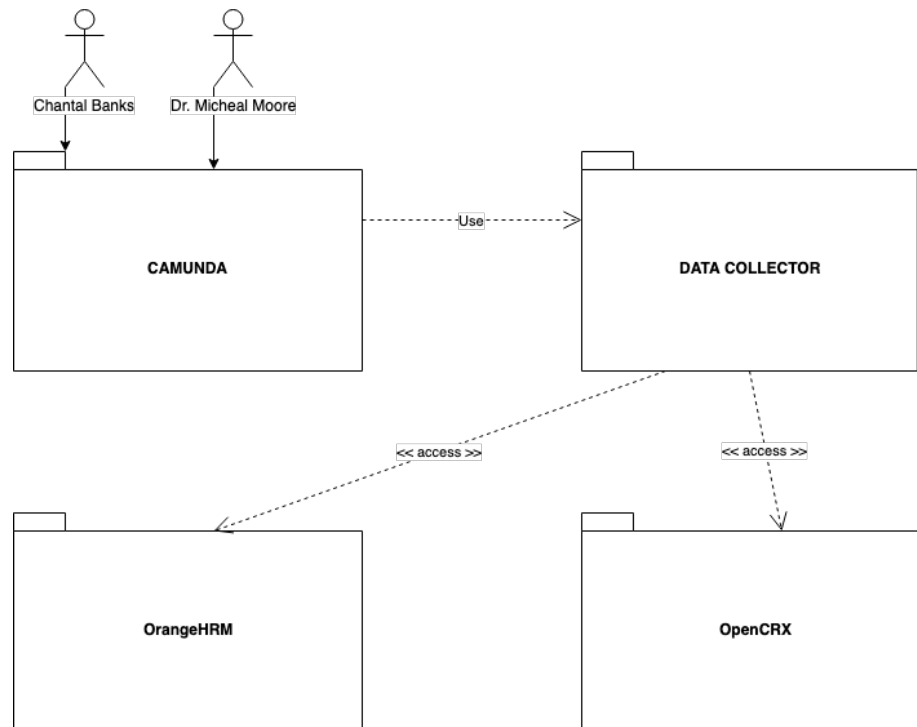 Chantal Banks
Dr. Micheal Moore
CAMUNDA
Use
DATA COLLECTOR
<< access >>
<< access >>
OrangeHRM
OpenCRX